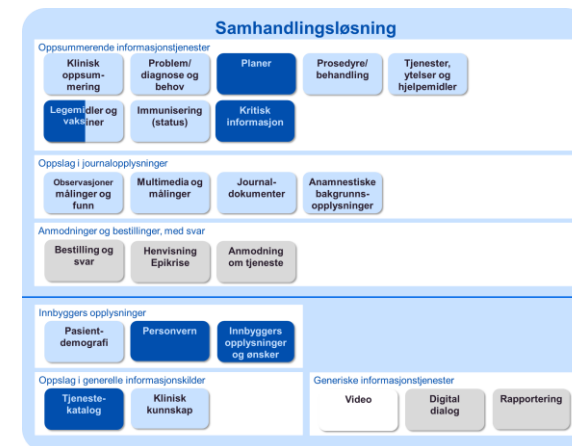 Samhandlingsløsning
Oppsummerende informasjonstjenester
Klinisk
oppsum-
mering
Problem/
diagnose og
behov
Planer
Prosedyre/
behandling
Tjenester,
ytelser og
hjelpemidler
Legemidler og
vaksiner
Immunisering
(status)
Kritisk
informasjon
Oppslag i journalopplysninger
Observasjoner
målinger og
funn
Multimedia og
målinger
Journal-
dokumenter
Anamnestiske
bakgrunns-
opplysninger
Anmodninger og bestillinger, med svar
Bestilling og
svar
Henvisning
Epikrise
Anmodning
om tjeneste
Innbyggers opplysninger
Pasient-
demografi
Personvern
Innbyggers
opplysninger
og ønsker
Oppslag i generelle informasjonskilder
Tjeneste-
katalog
Klinisk
kunnskap
Generiske informasjonstjenester
Video
Digital
dialog
Rapportering